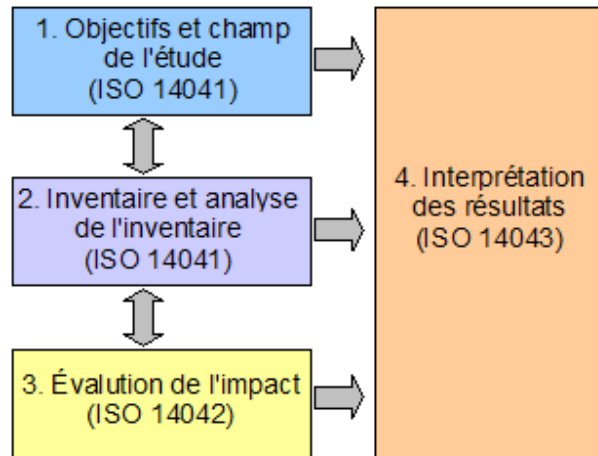 1. Objectifs et champ
de l'étude
(ISO 14041)
2. Inventaire et analyse
de l'inventaire
(ISO 14041)
3. Évalution de l'impact
(ISO 14042)
4. Interprétation
des résultats
(ISO 14043)